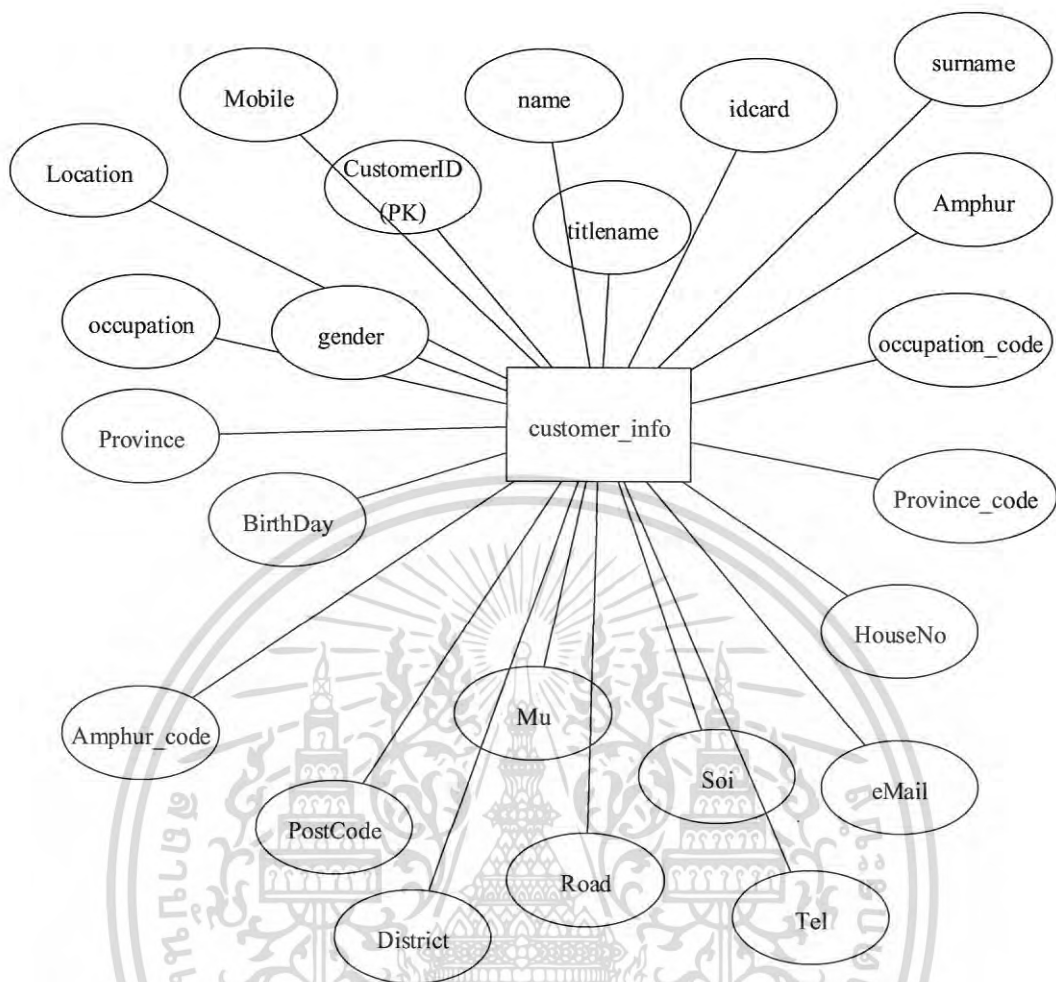 surname
Mobile
name
idcard
Location
CustomerID
(PK)
Amphur
titlename
occupation
gender
occupation_code
customer_info
Province
Province_code
BirthDay
HouseNo
Mu
Amphur_code
Soi
eMail
PostCode
Road
Tel
District